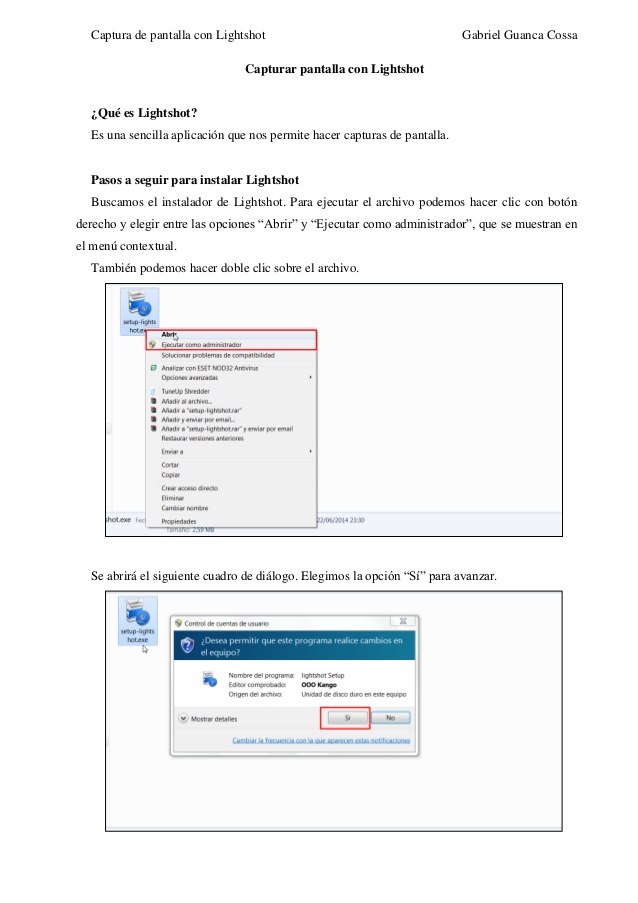 Captura de pantalla con Lightshot Gabriel Guanca Cossa
Capturar pantalla con Lightshot
¿Qué es Lightshot?
Es una sencilla aplicación que nos permite hacer capturas de pantalla.
Pasos a seguir para instalar Lightshot
Buscamos el instalador de Lightshot. Para ejecutar el archivo podemos hacer clic con botón
derecho y elegir entre las opciones “Abrir” y “Ejecutar como administrador”, que se muestran en
el menú contextual.
También podemos hacer doble clic sobre el archivo.
setup-lights
hot.exe
Abrir
Ejecutar como administrador
Solucionar problemas de compatibilidad
Analizar con ESET NOD32 Antivirus
Opciones avanzadas
TuneUp Shredder
Añadir al archivo...
Añadir a "setup-lightshot.rar"
Añadir y enviar por email...
Añadir a "setup-lightshot.rar" y enviar por email
Restaurar versiones anteriores
Enviar a
Cortar
Copiar
Crear acceso directo
Eliminar
Cambiar nombre
Propiedades
hot.exe Fec 22/06/2014 23:30
Tamaño: 2,59 MB
Se abrirá el siguiente cuadro de diálogo. Elegimos la opción “Sí” para avanzar.
setup-lights
hot.exe
Control de cuentas de usuario
¿Desea permitir que este programa realice cambios en
el equipo?
Nombre del programa: lightshot Setup
Editor comprobado: OOO Kango
Origen del archivo: Unidad de disco duro en este equipo
Mostrar detalles Sí No
Cambiar la frecuencia con la que aparecen estas notificaciones